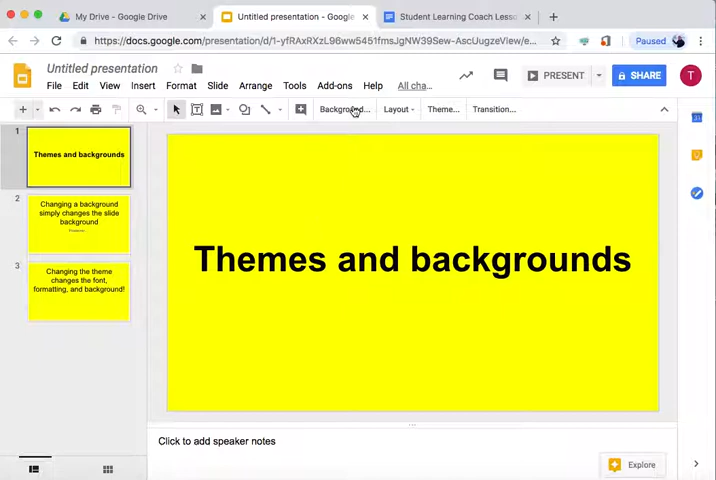 My Drive - Google Drive
Untitled presentation - Google
Student Learning Coach Lesso
https://docs.google.com/presentation/d/1-yfRAxRXzL96ww5451fmsJgNW39Sew-AscUugzeVIew/e...
Paused
Untitled presentation
File Edit View Insert Format Slide Arrange Tools Add-ons Help All cha...
PRESENT
SHARE
T
Background... Layout Theme... Transition...
1
Themes and backgrounds
2
Changing a background
simply changes the slide
background
3
Changing the theme
changes the font,
formatting, and background!
Themes and backgrounds
Click to add speaker notes
Explore
31